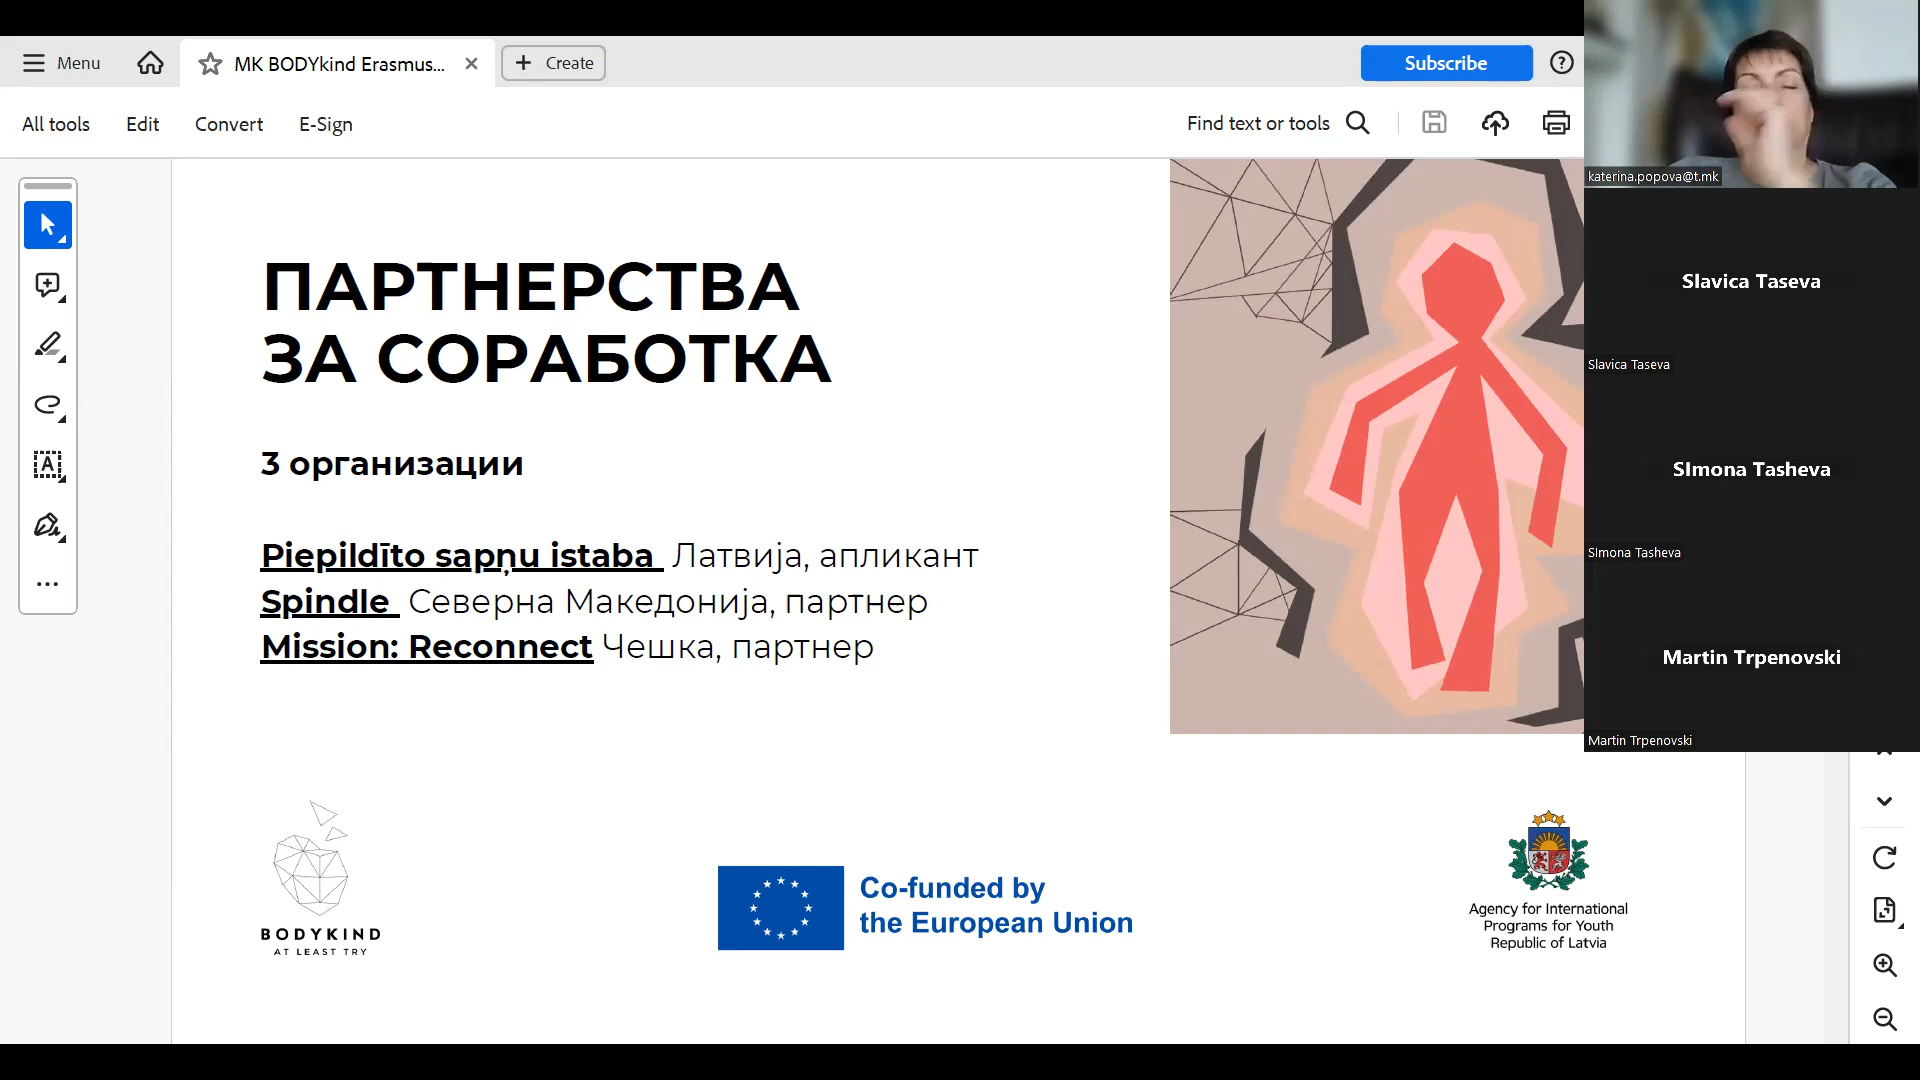 Menu
MK BODYkind Erasmus...
Create
Subscribe
All tools
Edit
Convert
E-Sign
Find text or tools
ПАРТНЕРСТВА
ЗА СОРАБОТКА
3 организации
Piepildīto sapņu istaba Латвија, апликант
Spindle Северна Македонија, партнер
Mission: Reconnect Чешка, партнер
BODYKIND
AT LEAST TRY
Co-funded by
the European Union
Agency for International
Programs for Youth
Republic of Latvia
katerina.popova@t.mk
Slavica Taseva
Slavica Taseva
SImona Tasheva
SImona Tasheva
Martin Trpenovski
Martin Trpenovski